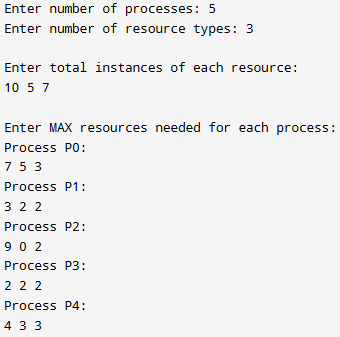 Enter number of processes: 5
Enter number of resource types: 3
Enter total instances of each resource:
10 5 7
Enter MAX resources needed for each process:
Process P0:
7 5 3
Process P1:
3 2 2
Process P2:
9 0 2
Process P3:
2 2 2
Process P4:
4 3 3